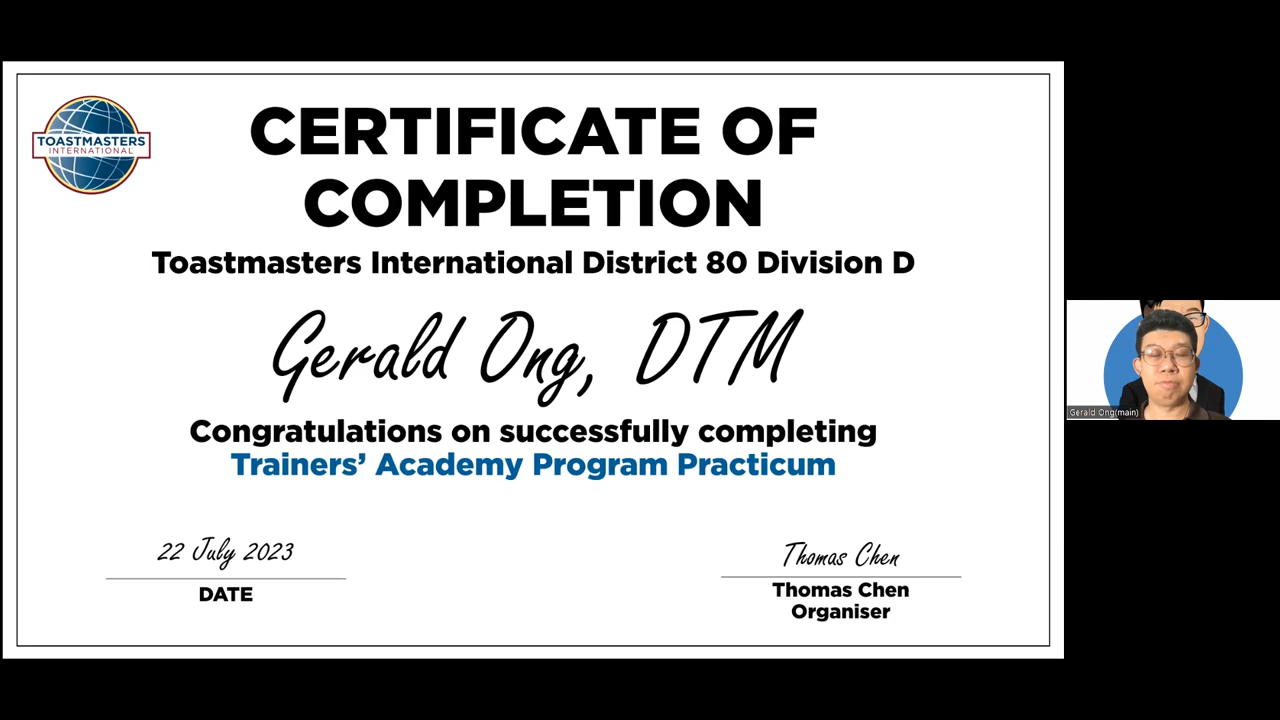 TOASTMASTERS
INTERNATIONAL
CERTIFICATE OF
COMPLETION
Toastmasters International District 80 Division D
Gerald Ong, DTM
Congratulations on successfully completing
Trainers’ Academy Program Practicum
22 July 2023
DATE
Thomas Chen
Thomas Chen
Organiser
Gerald Ong(main)